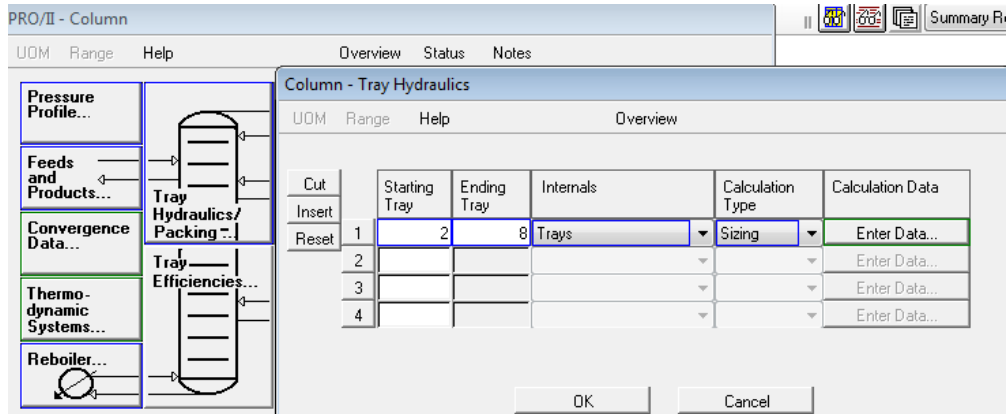 PRO/II - Column
UOM Range Help Overview Status Notes
Pressure
Profile...
Feeds
and
Products...
Convergence
Data...
Thermo-
dynamic
Systems...
Reboiler...
Tray
Hydraulics/
Packing ...
Tray
Efficiencies...
Summary
Column - Tray Hydraulics
UOM Range Help Overview
Cut
Insert
Reset
Starting
Tray
Ending
Tray
Internals
Calculation
Type
Calculation Data
1 2 8 Trays Sizing Enter Data...
2 Enter Data...
3 Enter Data...
4 Enter Data...
OK Cancel